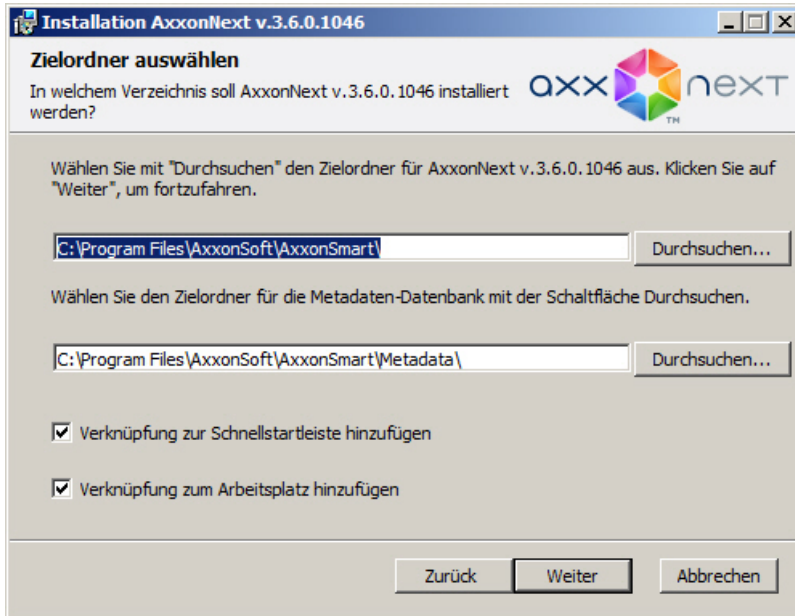 Installation AxxonNext v.3.6.0.1046
Zielordner auswählen
In welchem Verzeichnis soll AxxonNext v.3.6.0.1046 installiert
werden?
axx next
TM
Wählen Sie mit "Durchsuchen" den Zielordner für AxxonNext v.3.6.0.1046 aus. Klicken Sie auf
"Weiter", um fortzufahren.
C:\Program Files\AxxonSoft\AxxonSmart\
Durchsuchen...
Wählen Sie den Zielordner für die Metadaten-Datenbank mit der Schaltfläche Durchsuchen.
C:\Program Files\AxxonSoft\AxxonSmart\Metadata\
Durchsuchen...
Verknüpfung zur Schnellstartleiste hinzufügen
Verknüpfung zum Arbeitsplatz hinzufügen
Zurück
Weiter
Abbrechen